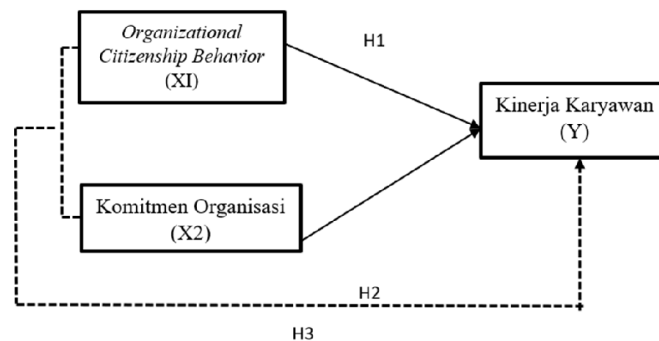 Organizational
Citizenship Behavior
(XI)
H1
Kinerja Karyawan
(Y)
Komitmen Organisasi
(X2)
H2
H3